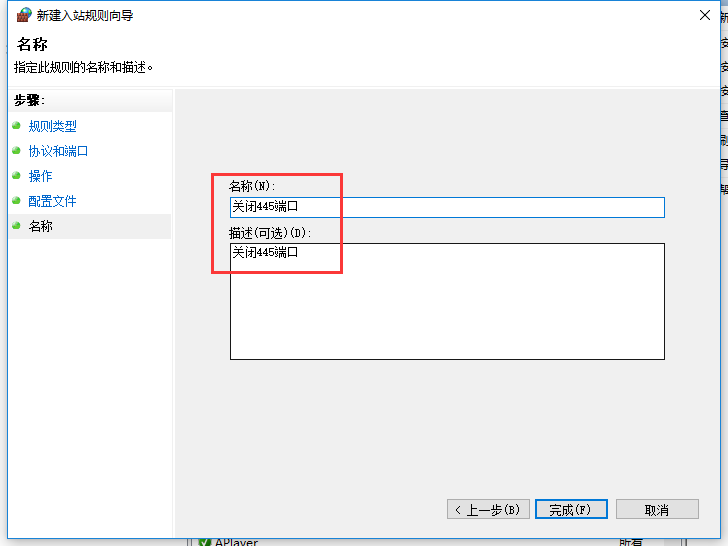 新建入站规则向导
名称
指定此规则的名称和描述。
步骤:
规则类型
协议和端口
操作
配置文件
名称
名称(N):
关闭445端口
描述(可选)(D):
关闭445端口
< 上一步(B)
完成(F)
取消
APlayer
所有